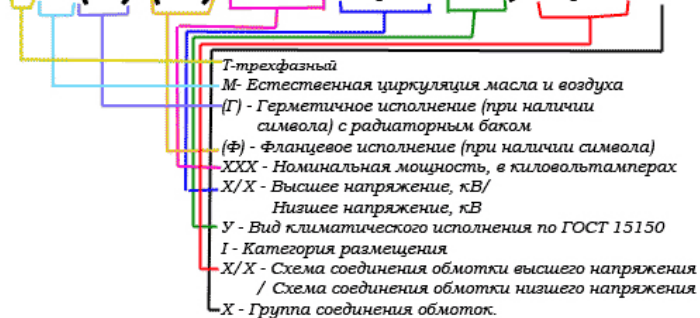 Т-трехфазный
М- Естественная циркуляция масла и воздуха
(Г) - Герметичное исполнение (при наличии
символа) с радиаторным баком
(Ф) - Фланцевое исполнение (при наличии символа)
ХХХ - Номинальная мощность, в киловольтамперах
Х/Х - Высшее напряжение, кВ/
Низшее напряжение, кВ
У - Вид климатического исполнения по ГОСТ 15150
I - Категория размещения
Х/Х - Схема соединения обмотки высшего напряжения
/ Схема соединения обмотки низшего напряжения
Х - Группа соединения обмоток.